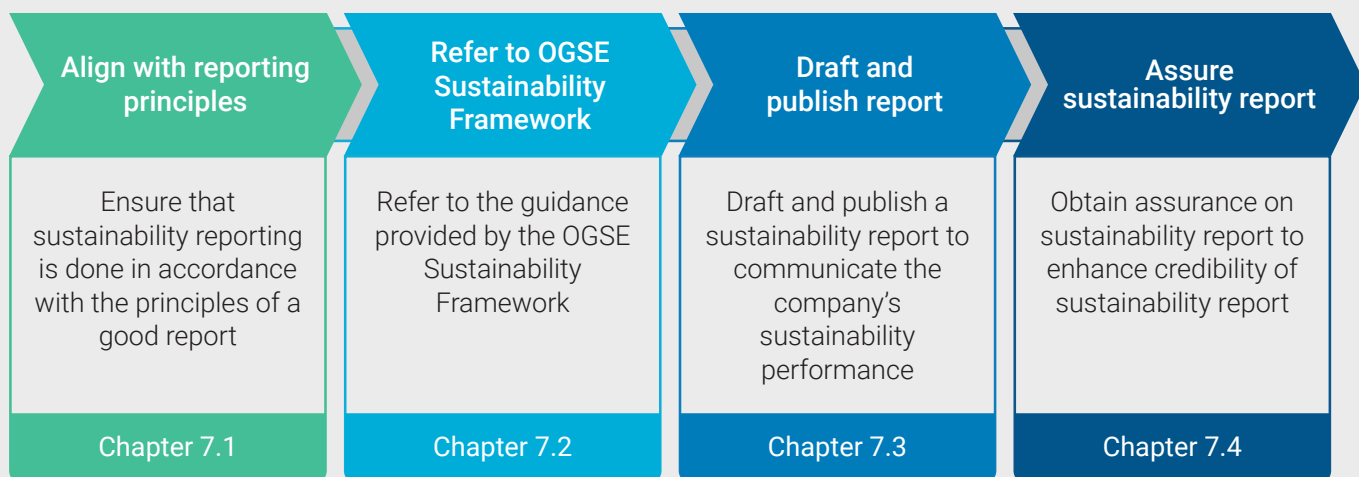 Align with reporting
principles
Ensure that
sustainability reporting
is done in accordance
with the principles of a
good report
Chapter 7.1
Refer to OGSE
Sustainability
Framework
Refer to the guidance
provided by the OGSE
Sustainability
Framework
Chapter 7.2
Draft and
publish report
Draft and publish a
sustainability report to
communicate the
company’s
sustainability
performance
Chapter 7.3
Assure
sustainability report
Obtain assurance on
sustainability report to
enhance credibility of
sustainability report
Chapter 7.4